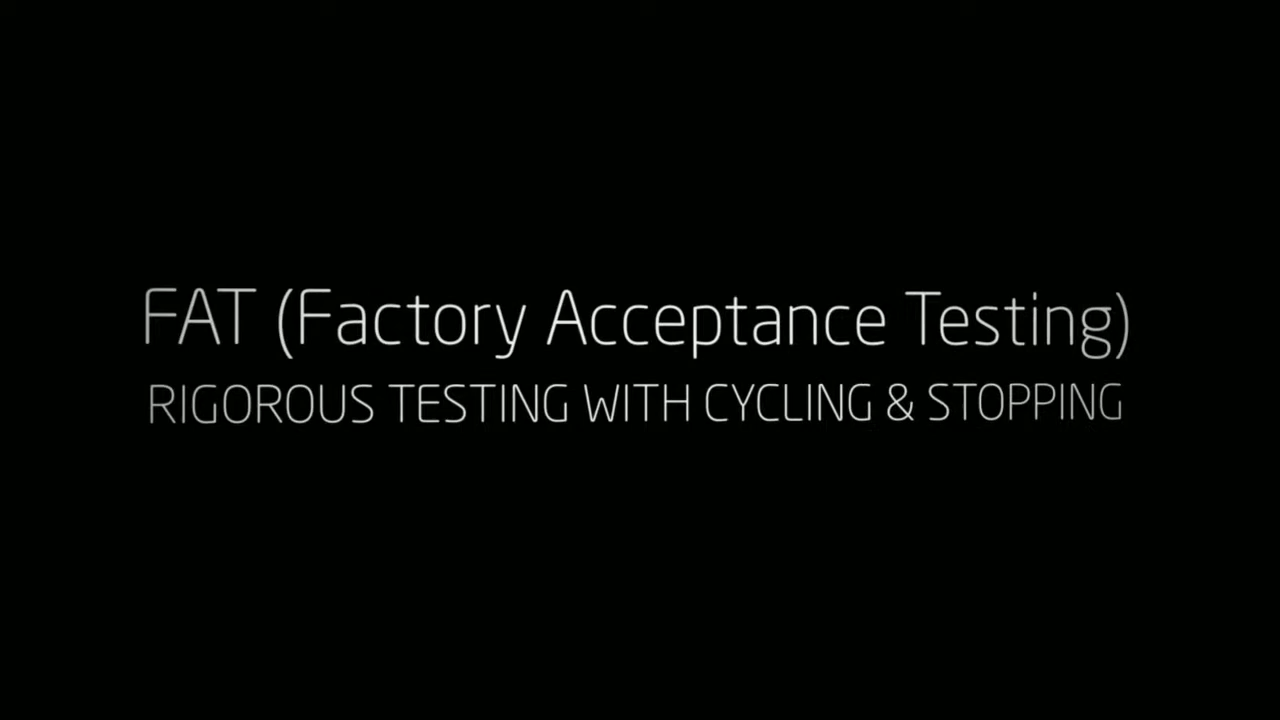 FAT (Factory Acceptance Testing)
RIGOROUS TESTING WITH CYCLING & STOPPING